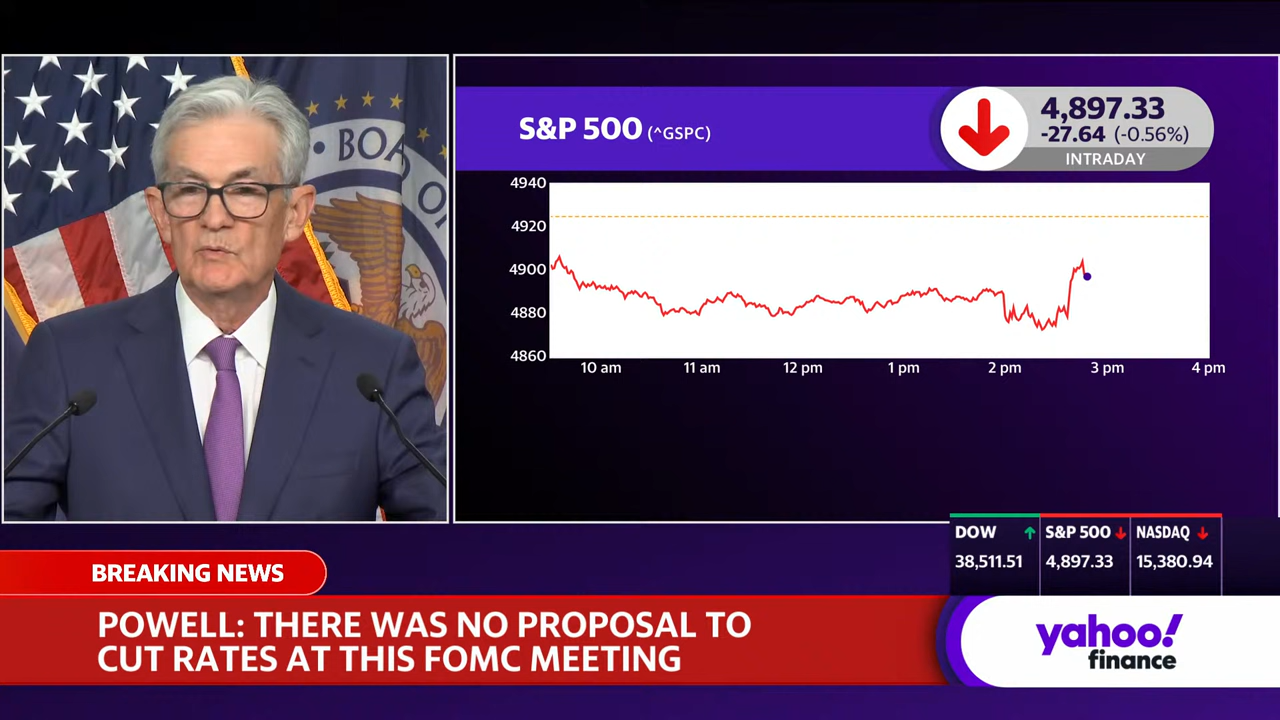 BOA
OF
S&P 500 (^GSPC)
4,897.33
-27.64 (-0.56%)
INTRADAY
4940
4920
4900
4880
4860
10 am 11 am 12 pm 1 pm 2 pm 3 pm 4 pm
DOW S&P 500 NASDAQ
38,511.51 4,897.33 15,380.94
BREAKING NEWS
POWELL: THERE WAS NO PROPOSAL TO
CUT RATES AT THIS FOMC MEETING
yahoo!
finance